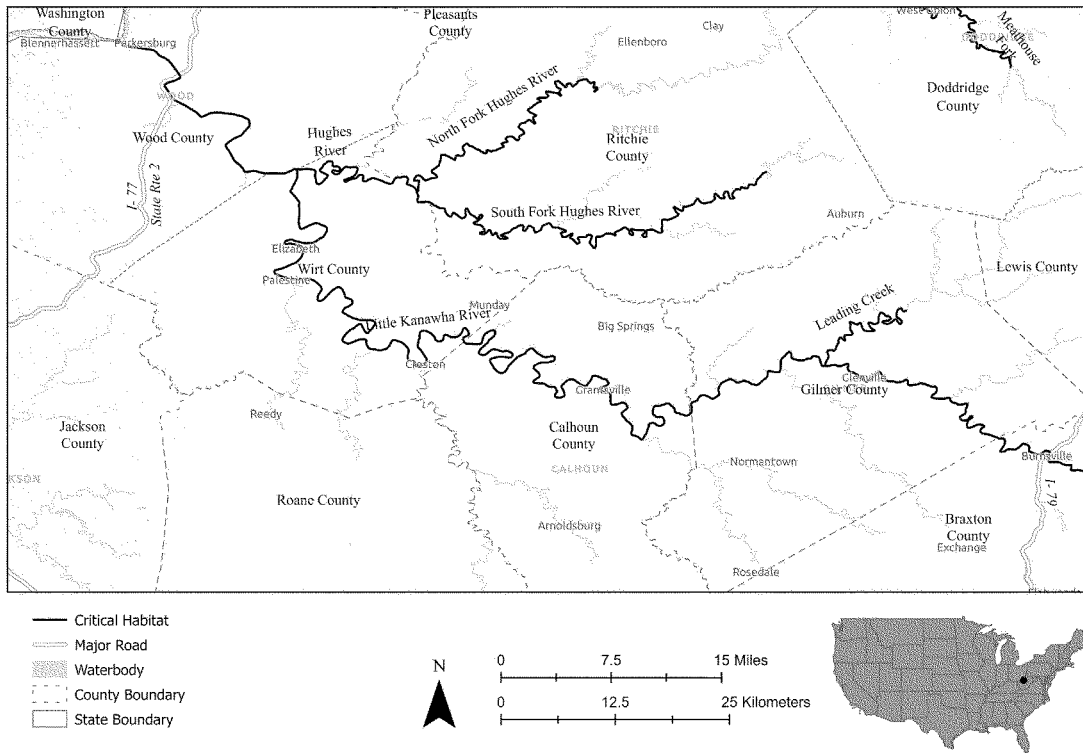 Washington
County
Blennerhassett
Parkersburg
Pleasants
County
Ellenboro
Clay
West Union
Meathouse
Fork
Doddridge
County
WOOD
Wood County
Hughes
River
North Fork Hughes River
RITCHIE
Ritchie
County
I- 77
State Rte 2
South Fork Hughes River
Auburn
Elizabeth
Wirt County
Palestine
Lewis County
Munday
Little Kanawha River
Big Springs
Leading Creek
Creston
Glenville
Gilmer County
Grantsville
Reedy
Jackson
County
Calhoun
County
CALHOUN
Normantown
Burnsville
KSON
Roane County
I- 79
Arnoldsburg
Braxton
County
Exchange
Rosedale
Critical Habitat
Major Road
Waterbody
County Boundary
State Boundary
N
0 7.5 15 Miles
0 12.5 25 Kilometers